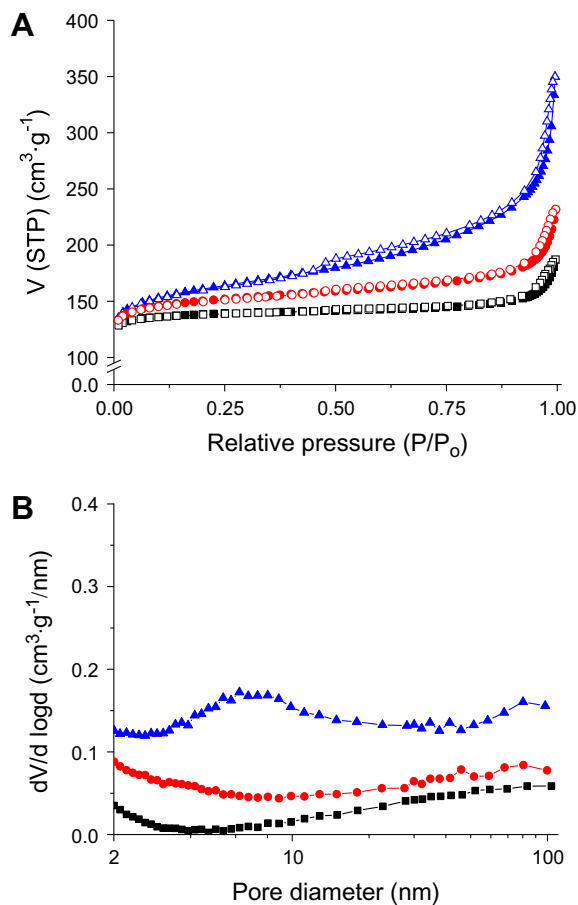 A
V (STP) (cm³·g⁻¹)
400
350
300
250
200
150
100
0.0
0.00 0.25 0.50 0.75 1.00
Relative pressure (P/Pₒ)
B
dV/d logd (cm³·g⁻¹/nm)
0.4
0.3
0.2
0.1
0.0
2 10 100
Pore diameter (nm)